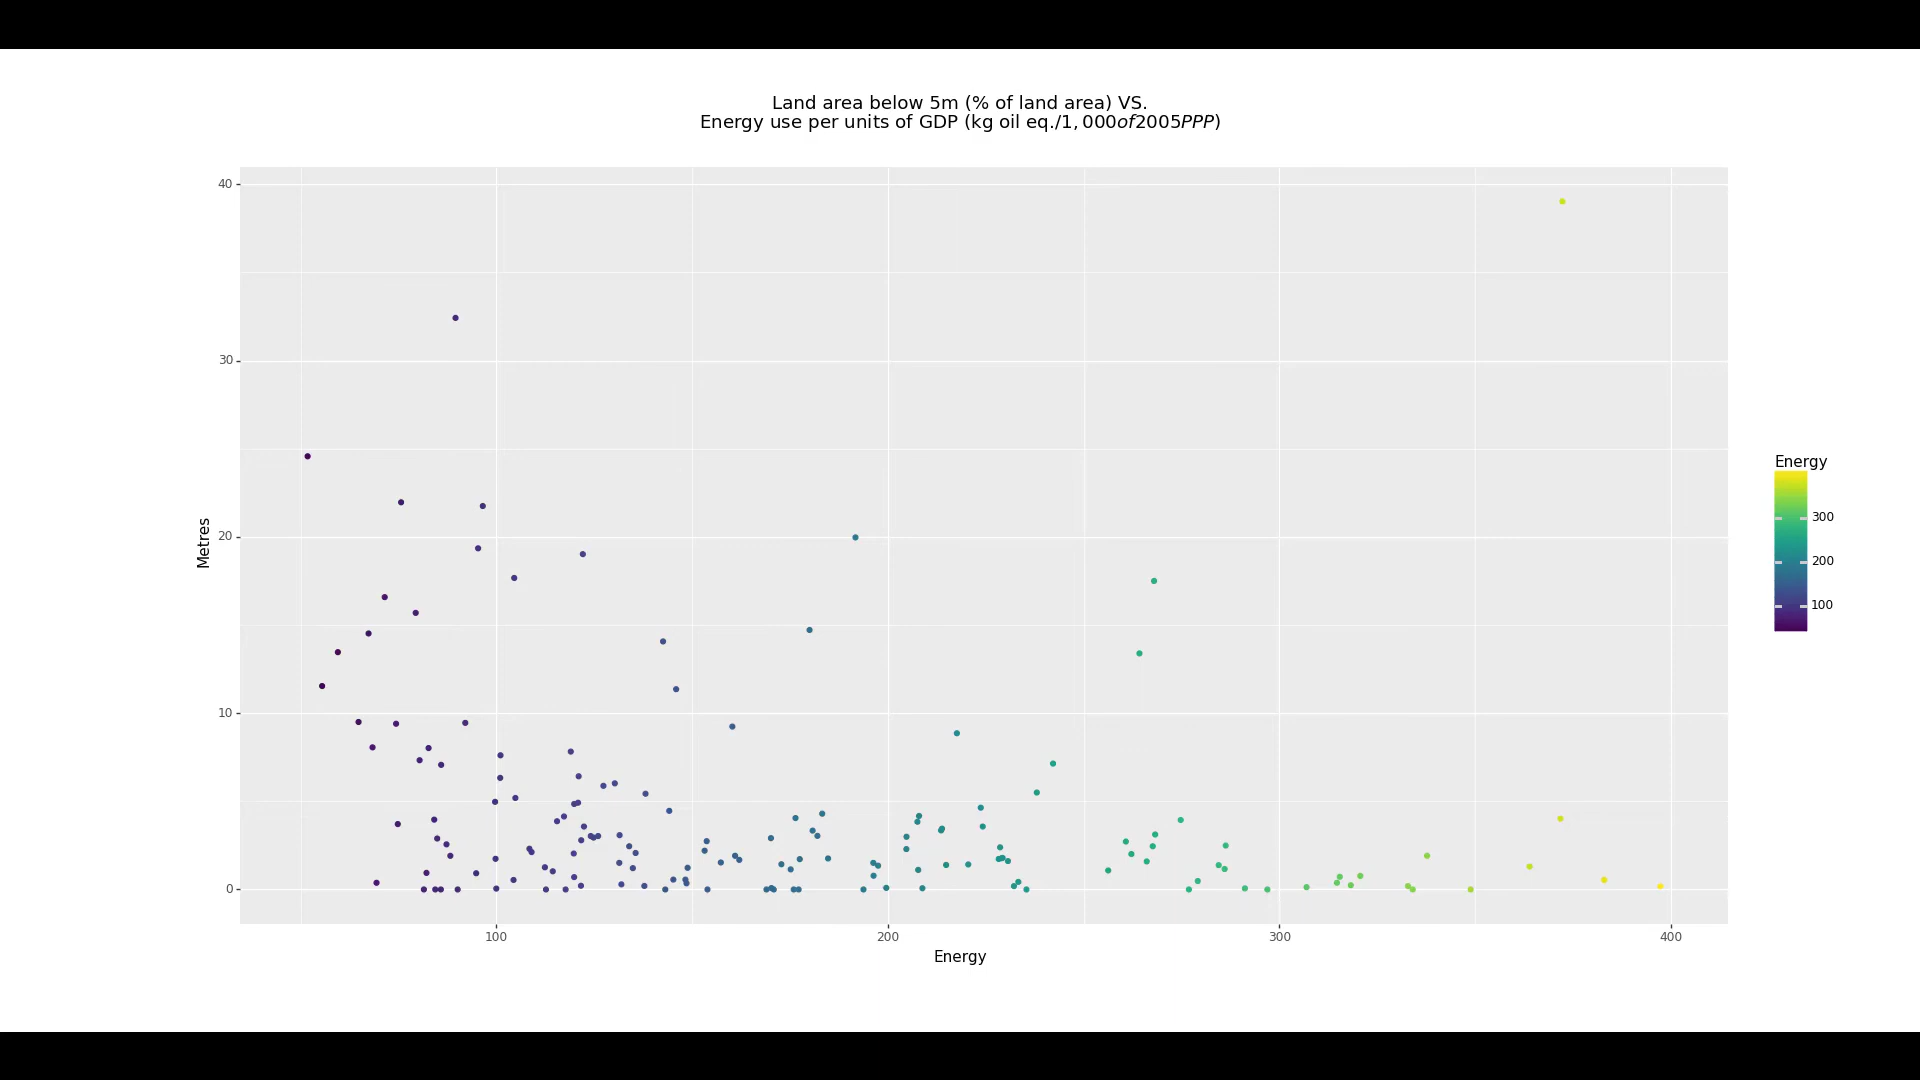 Land area below 5m (% of land area) VS.
Energy use per units of GDP (kg oil eq./1,000of2005PPP)
40
30
20
10
0
Metres
100
200
300
400
Energy
Energy
300
200
100